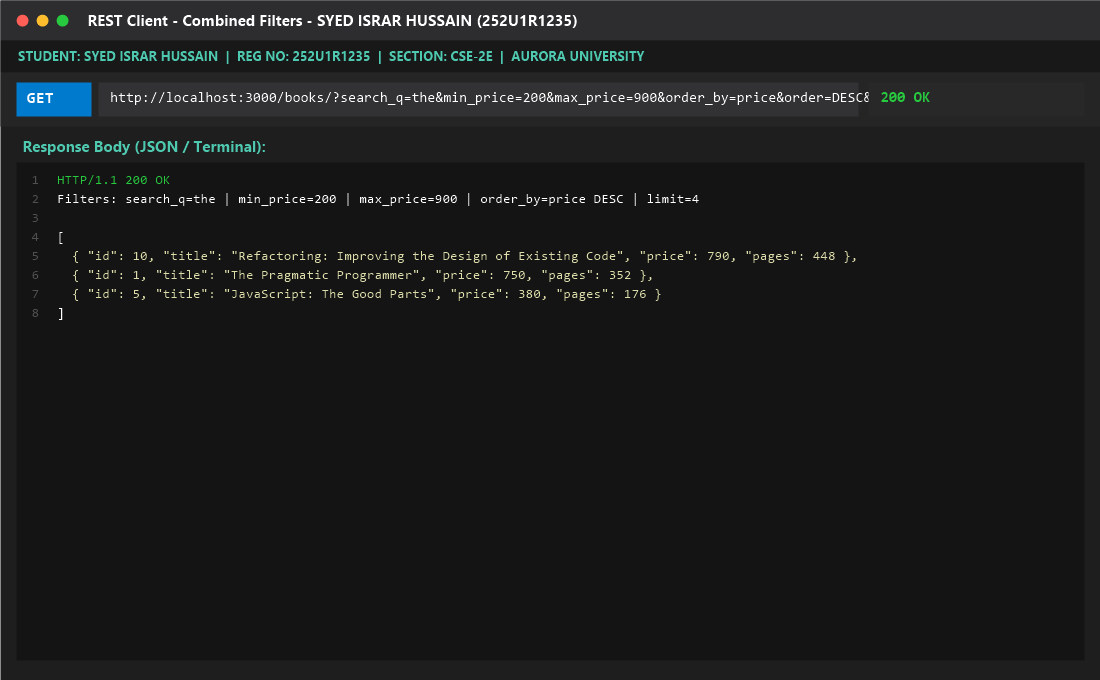 REST Client - Combined Filters - SYED ISRAR HUSSAIN (252U1R1235)
STUDENT: SYED ISRAR HUSSAIN | REG NO: 252U1R1235 | SECTION: CSE-2E | AURORA UNIVERSITY
GET http://localhost:3000/books/?search_q=the&min_price=200&max_price=900&order_by=price&order=DESC& 200 OK
Response Body (JSON / Terminal):
1 HTTP/1.1 200 OK
2 Filters: search_q=the | min_price=200 | max_price=900 | order_by=price DESC | limit=4
3
4 [
5 { "id": 10, "title": "Refactoring: Improving the Design of Existing Code", "price": 790, "pages": 448 },
6 { "id": 1, "title": "The Pragmatic Programmer", "price": 750, "pages": 352 },
7 { "id": 5, "title": "JavaScript: The Good Parts", "price": 380, "pages": 176 }
8 ]